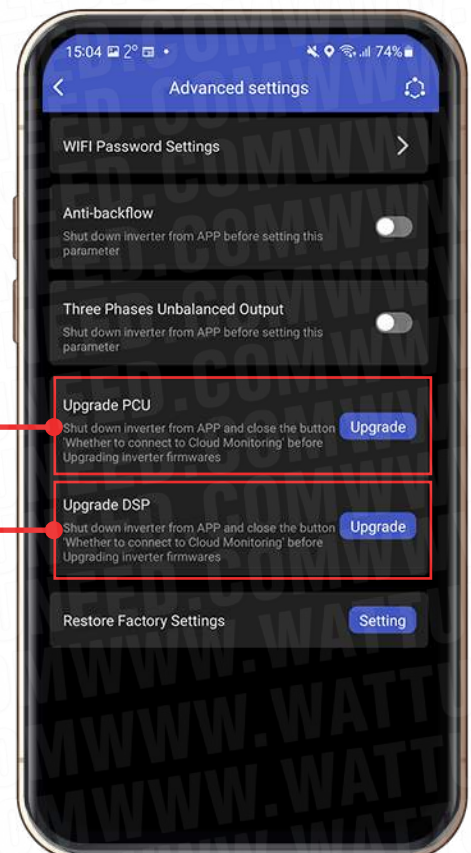 15:04 2°
74%
Advanced settings
WIFI Password Settings
Anti-backflow
Shut down inverter from APP before setting this
parameter
Three Phases Unbalanced Output
Shut down inverter from APP before setting this
parameter
Upgrade PCU
Shut down inverter from APP and close the button
'Whether to connect to Cloud Monitoring' before
Upgrading inverter firmwares
Upgrade
Upgrade DSP
Shut down inverter from APP and close the button
'Whether to connect to Cloud Monitoring' before
Upgrading inverter firmwares
Upgrade
Restore Factory Settings
Setting